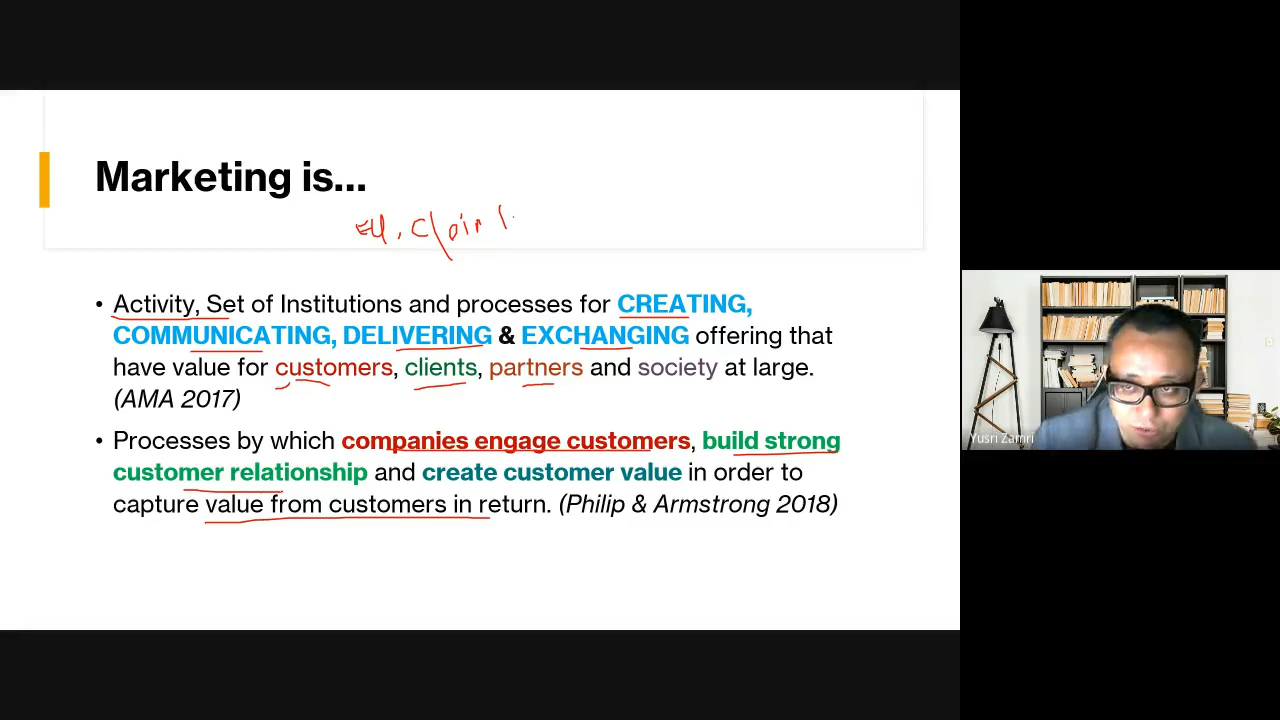 Marketing is...
• Activity, Set of Institutions and processes for CREATING,
COMMUNICATING, DELIVERING & EXCHANGING offering that
have value for customers, clients, partners and society at large.
(AMA 2017)
• Processes by which companies engage customers, build strong
customer relationship and create customer value in order to
capture value from customers in return. (Philip & Armstrong 2018)
Yusri Zamri